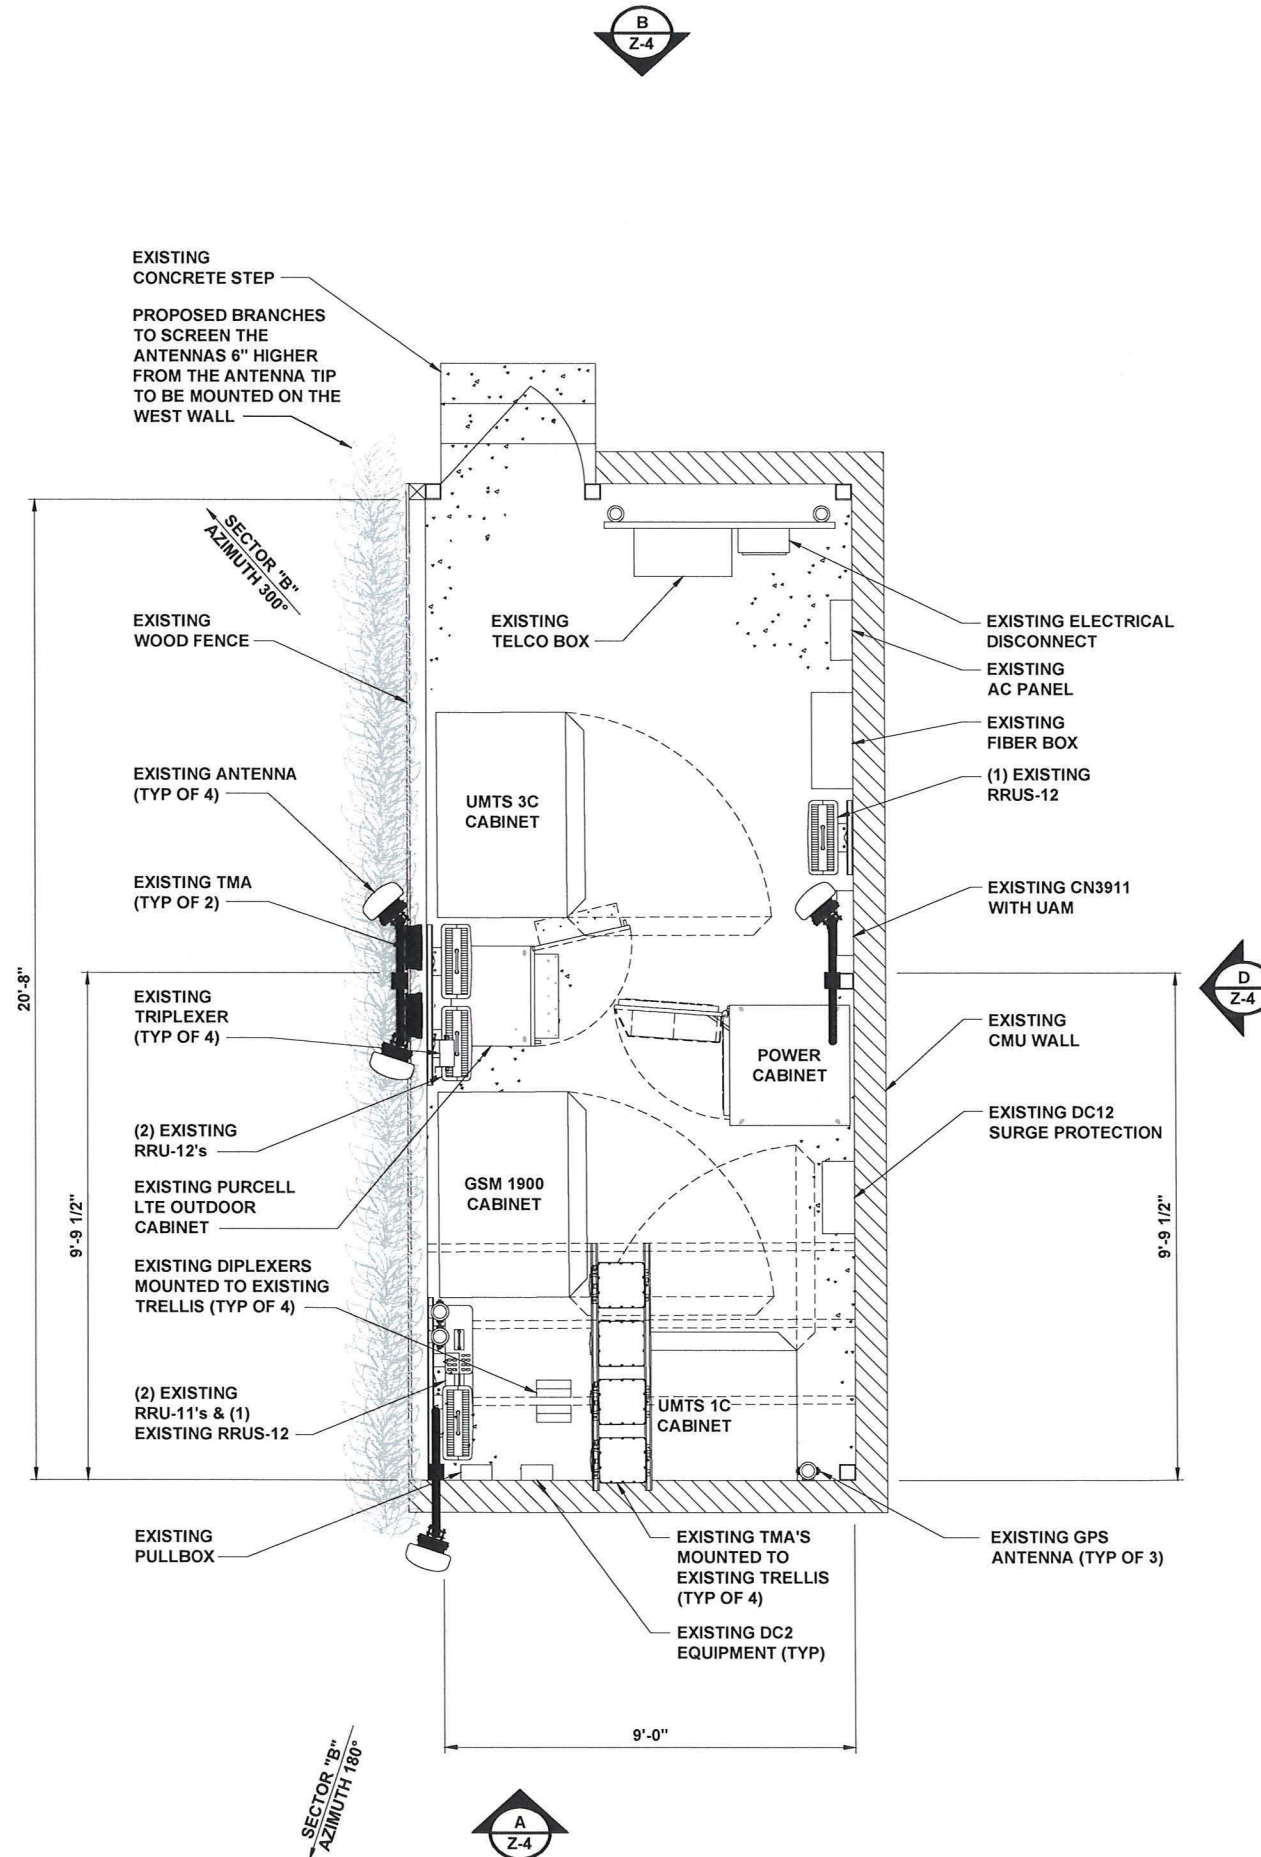 B
Z-4
EXISTING
CONCRETE STEP
PROPOSED BRANCHES
TO SCREEN THE
ANTENNAS 6" HIGHER
FROM THE ANTENNA TIP
TO BE MOUNTED ON THE
WEST WALL
SECTOR "B"
AZIMUTH 300°
EXISTING
WOOD FENCE
EXISTING
TELCO BOX
EXISTING ELECTRICAL
DISCONNECT
EXISTING
AC PANEL
EXISTING
FIBER BOX
(1) EXISTING
RRUS-12
EXISTING ANTENNA
(TYP OF 4)
UMTS 3C
CABINET
EXISTING TMA
(TYP OF 2)
EXISTING CN3911
WITH UAM
20'-8"
D
Z-4
EXISTING
TRIPLEXER
(TYP OF 4)
EXISTING
CMU WALL
POWER
CABINET
(2) EXISTING
RRU-12's
EXISTING DC12
SURGE PROTECTION
EXISTING PURCELL
LTE OUTDOOR
CABINET
GSM 1900
CABINET
9'-9 1/2"
9'-9 1/2"
EXISTING DIPLEXERS
MOUNTED TO EXISTING
TRELLIS (TYP OF 4)
(2) EXISTING
RRU-11's & (1)
EXISTING RRUS-12
UMTS 1C
CABINET
EXISTING
PULLBOX
EXISTING TMA'S
MOUNTED TO
EXISTING TRELLIS
(TYP OF 4)
EXISTING GPS
ANTENNA (TYP OF 3)
EXISTING DC2
EQUIPMENT (TYP)
9'-0"
SECTOR "B"
AZIMUTH 180°
A
Z-4